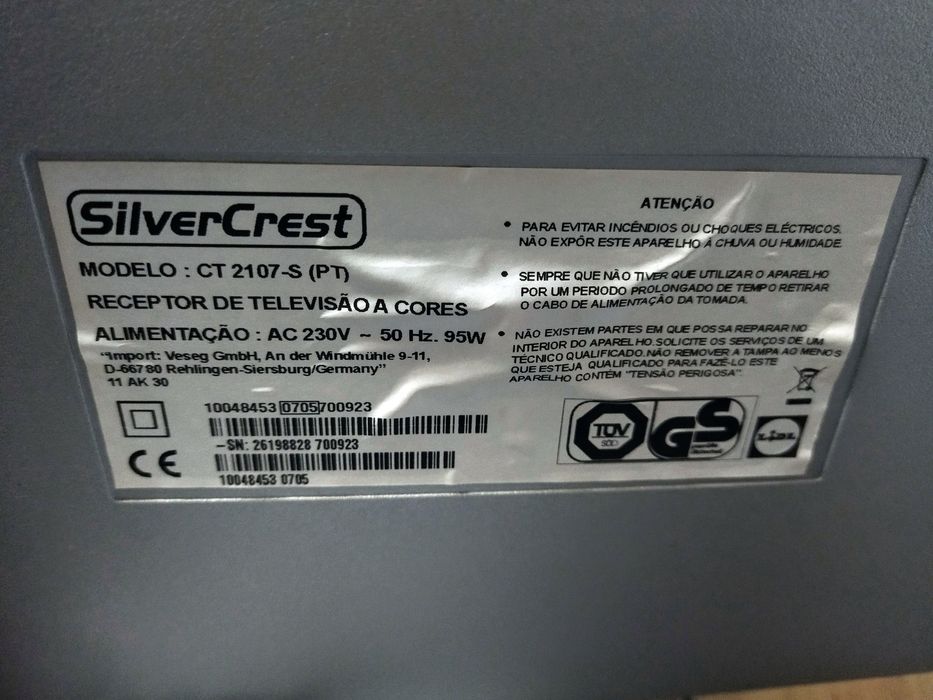 SilverCrest
MODELO : CT 2107-S (PT)
RECEPTOR DE TELEVISÃO A CORES
ALIMENTAÇÃO : AC 230V ~ 50 Hz. 95W
"Import: Veseg GmbH, An der Windmühle 9-11,
D-66780 Rehlingen-Siersburg/Germany"
11 AK 30
10048453 0705 700923
-SN: 26198828 700923
10048453 0705
CE
ATENÇÃO
• PARA EVITAR INCÊNDIOS OU CHOQUES ELÉCTRICOS.
NÃO EXPÔR ESTE APARELHO À CHUVA OU HUMIDADE.
• SEMPRE QUE NÃO TIVER QUE UTILIZAR O APARELHO
POR UM PERIODO PROLONGADO DE TEMPO RETIRAR
O CABO DE ALIMENTAÇÃO DA TOMADA.
• NÃO EXISTEM PARTES EM QUE POSSA REPARAR NO
INTERIOR DO APARELHO.SOLICITE OS SERVIÇOS DE UM
TÉCNICO QUALIFICADO.NÃO REMOVER A TAMPA AO MENOS
QUE ESTEJA QUALIFICADO PARA FAZÊ-LO ESTE
APARELHO CONTÉM "TENSÃO PERIGOSA".
TÜV
SÜD
GS
LIDL